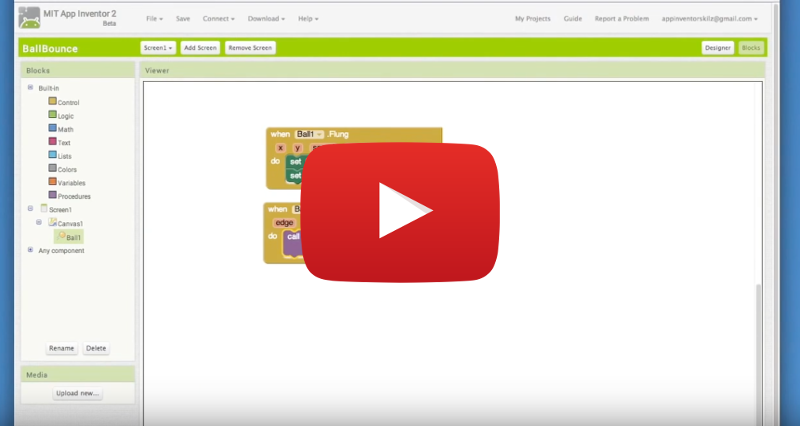 MIT App Inventor 2
Beta
File Save Connect Download Help My Projects Guide Report a Problem appinventorskilz@gmail.com
BallBounce Screen1 Add Screen Remove Screen Designer Blocks
Blocks Viewer
Built-in
Control
Logic
Math
Text
Lists
Colors
Variables
Procedures
Screen1
Canvas1
Ball1
Any component
Rename Delete
Media
Upload new...
when Ball1 .Flung
x y
do set
set
when
edge
do call